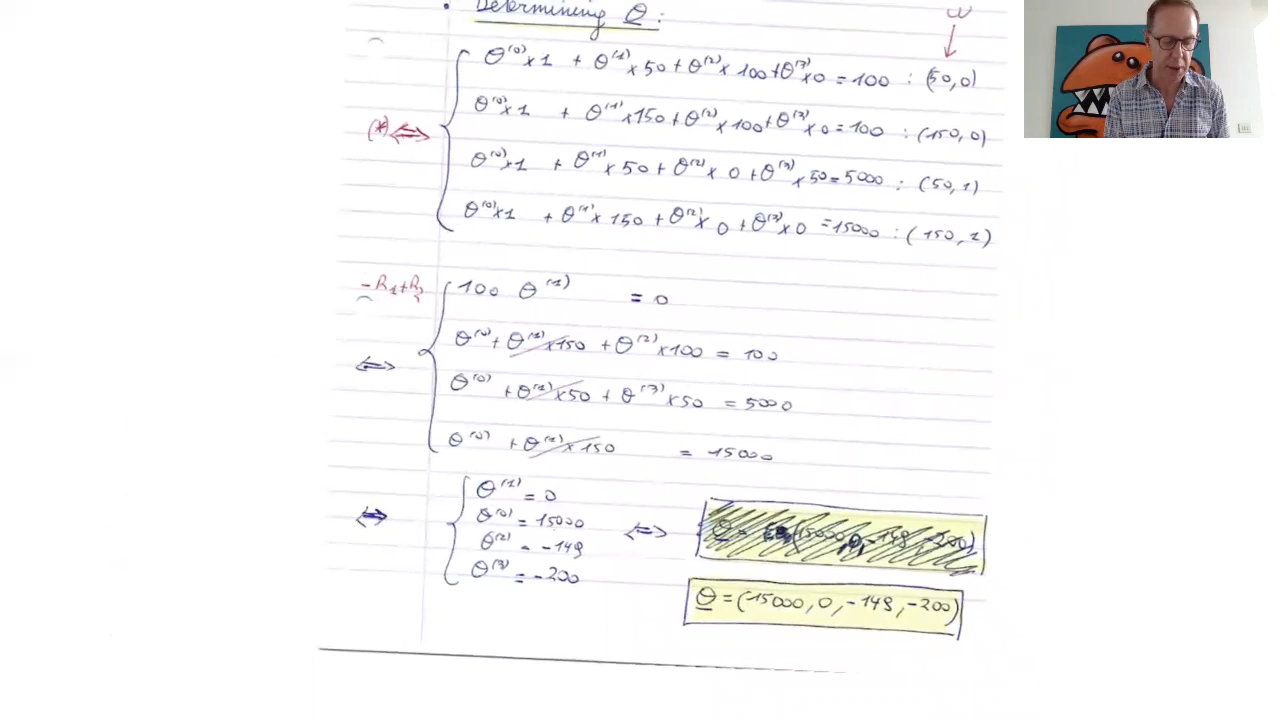 • Determining θ :
ω
θ⁽⁰⁾×1 + θ⁽¹⁾×50 + θ⁽²⁾×100 + θ⁽³⁾×0 = 100 : (50,0)
(*) ⇔ θ⁽⁰⁾×1 + θ⁽¹⁾×150 + θ⁽²⁾×100 + θ⁽³⁾×0 = 100 : (150,0)
θ⁽⁰⁾×1 + θ⁽¹⁾×50 + θ⁽²⁾×0 + θ⁽³⁾×50 = 5000 : (50,1)
θ⁽⁰⁾×1 + θ⁽¹⁾×150 + θ⁽²⁾×0 + θ⁽³⁾×0 = 15000 : (150,1)
-R₁+R₂ 100 θ⁽¹⁾ = 0
θ⁽⁰⁾ + θ⁽¹⁾×150 + θ⁽²⁾×100 = 100
⇔ θ⁽⁰⁾ + θ⁽¹⁾×50 + θ⁽³⁾×50 = 5000
θ⁽⁰⁾ + θ⁽¹⁾×150 = 15000
θ⁽¹⁾ = 0
⇔ θ⁽⁰⁾ = 15000 ⇔
θ⁽²⁾ = -149
θ⁽³⁾ = -200
θ = (15000, 0, -149, -200)